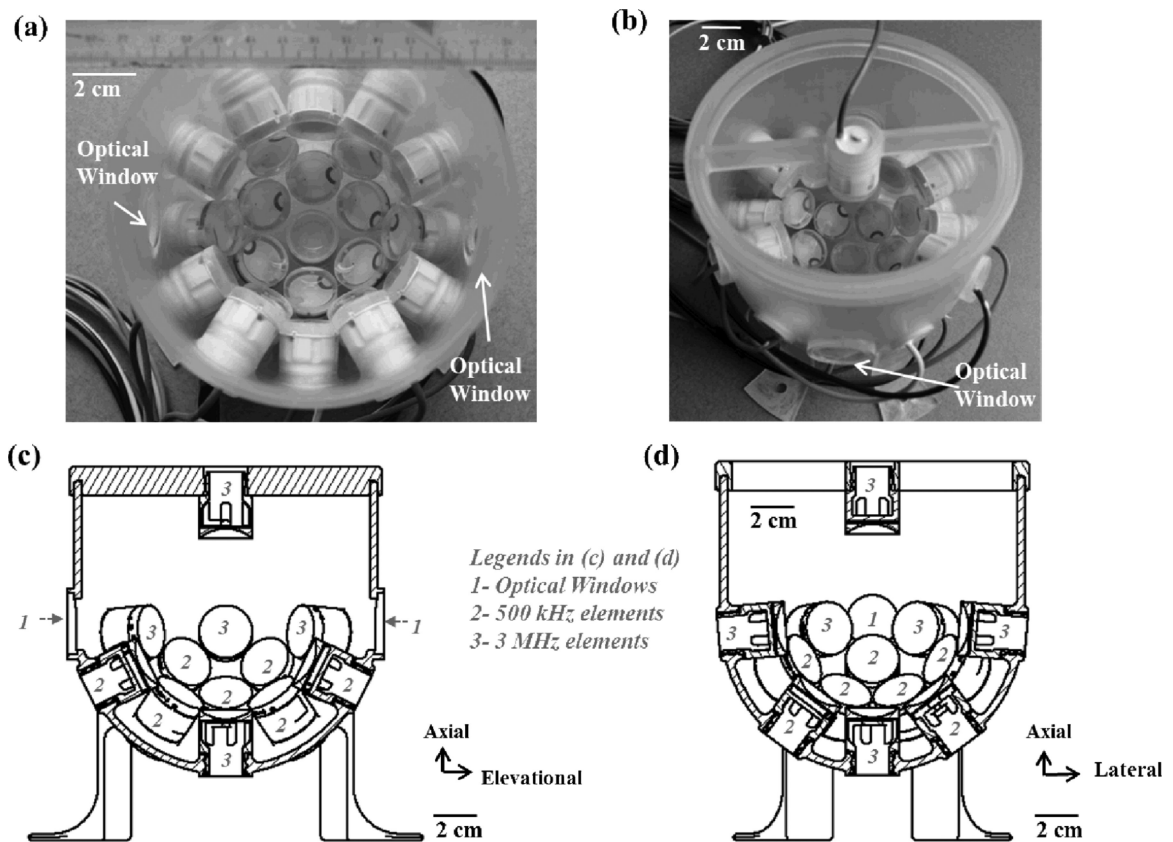 (a)
2 cm
Optical
Window
Optical
Window
(b)
2 cm
Optical
Window
(c)
3
1
1
3
3
3
2
2
2
2
2
2
2
3
Axial
Elevational
2 cm
Legends in (c) and (d)
1- Optical Windows
2- 500 kHz elements
3- 3 MHz elements
(d)
3
2 cm
3
3
1
3
3
2
2
2
2
2
2
2
3
Axial
Lateral
2 cm